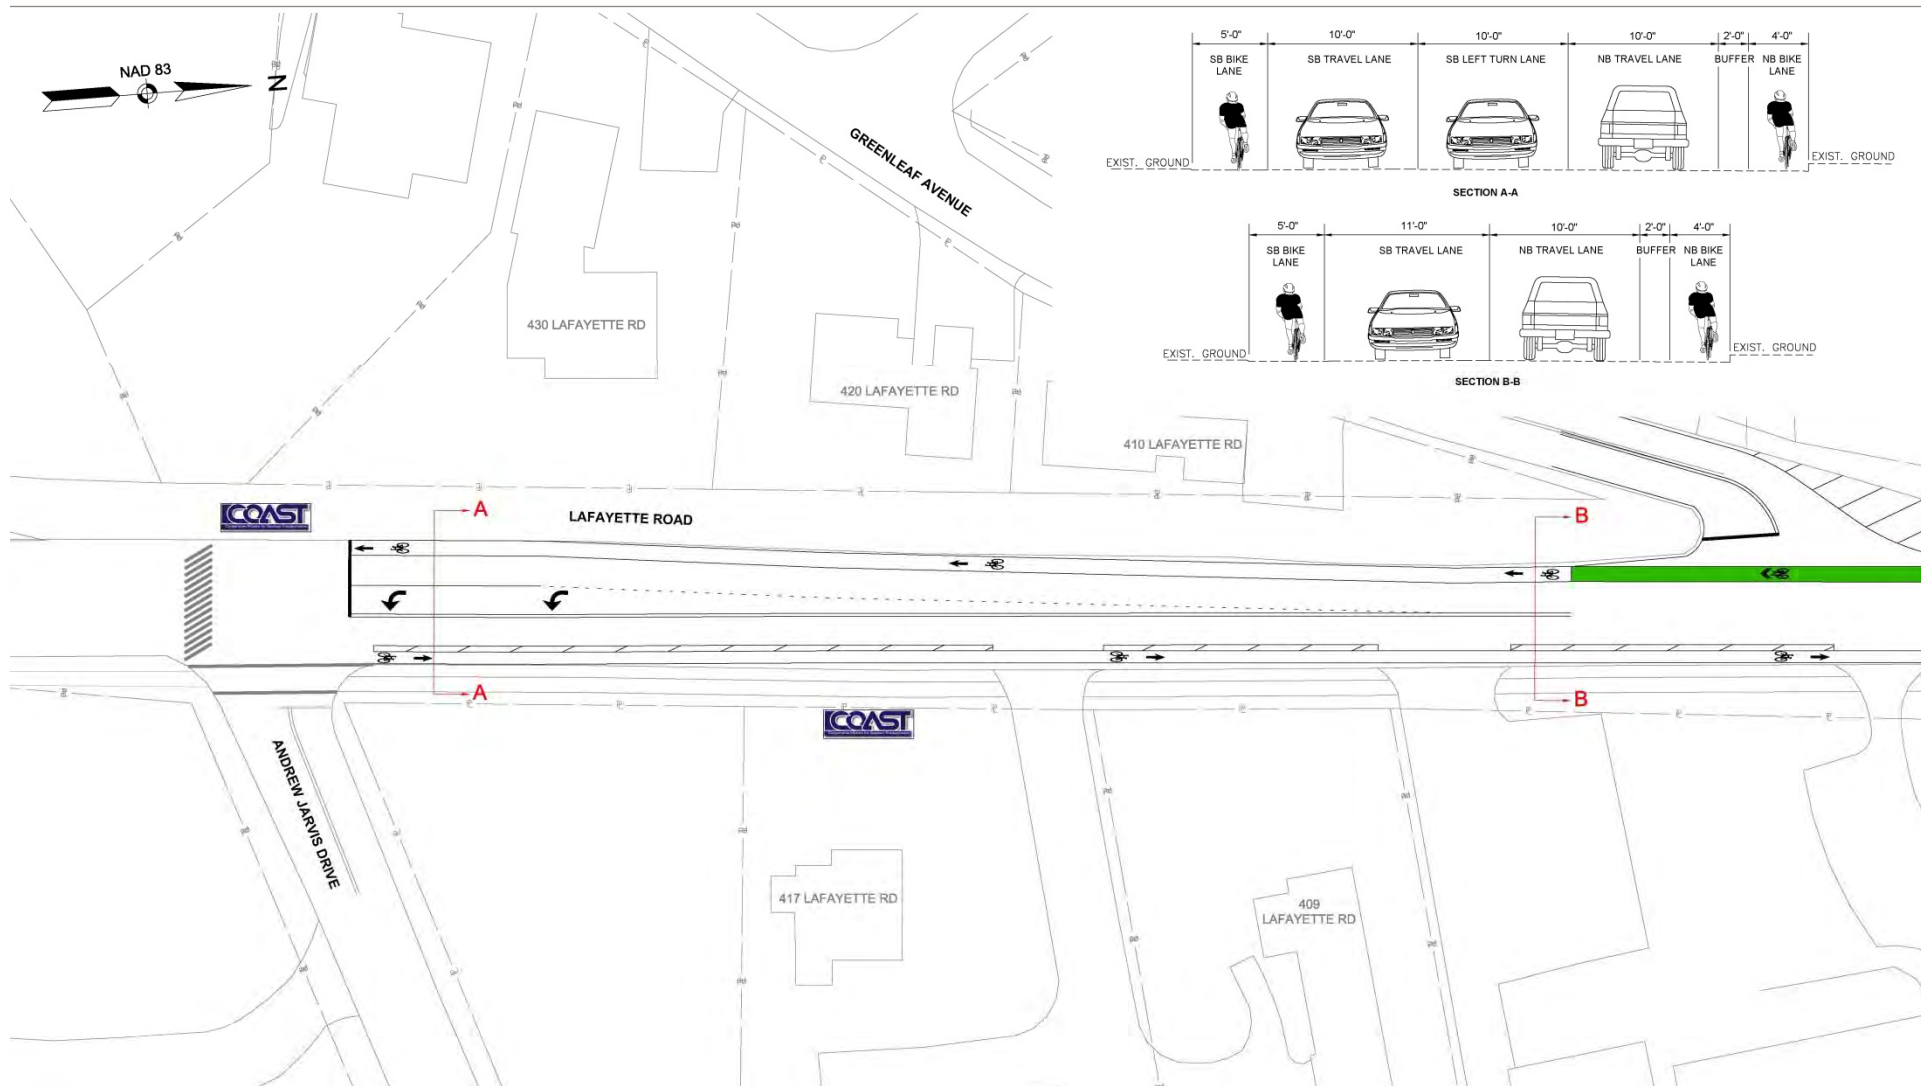 NAD 83
N
5'-0"
10'-0"
10'-0"
10'-0"
2'-0"
4'-0"
SB BIKE
LANE
SB TRAVEL LANE
SB LEFT TURN LANE
NB TRAVEL LANE
BUFFER
NB BIKE
LANE
EXIST. GROUND
EXIST. GROUND
SECTION A-A
5'-0"
11'-0"
10'-0"
2'-0"
4'-0"
SB BIKE
LANE
SB TRAVEL LANE
NB TRAVEL LANE
BUFFER
NB BIKE
LANE
EXIST. GROUND
EXIST. GROUND
SECTION B-B
GREENLEAF AVENUE
430 LAFAYETTE RD
420 LAFAYETTE RD
410 LAFAYETTE RD
COAST
A
LAFAYETTE ROAD
B
A
B
COAST
ANDREW JARVIS DRIVE
417 LAFAYETTE RD
409
LAFAYETTE RD